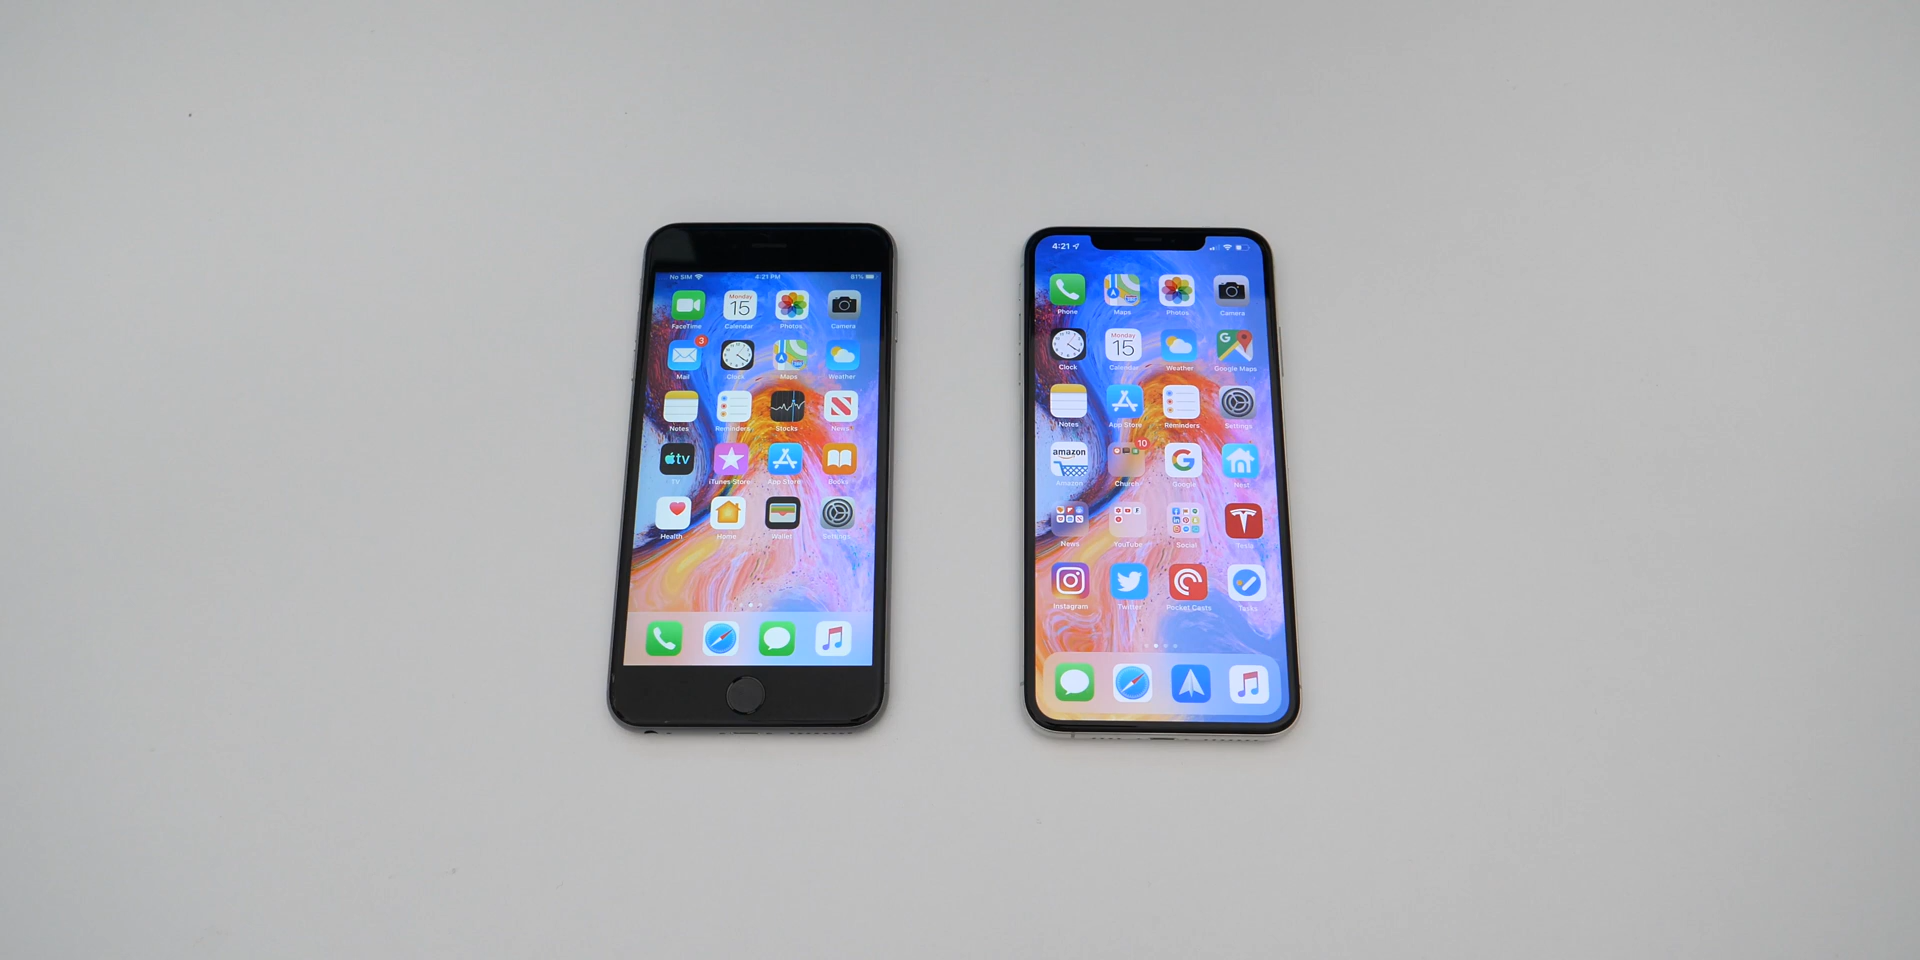 No SIM
4:21 PM
81%
Monday
15
FaceTime
Calendar
Photos
Camera
3
Mail
Clock
Maps
Weather
Notes
Reminders
Stocks
News
tv
TV
iTunes Store
App Store
Books
Health
Home
Wallet
Settings
4:21
Phone
Maps
Photos
Camera
Monday
15
G
Clock
Calendar
Weather
Google Maps
Notes
App Store
Reminders
Settings
amazon
10
G
Amazon
Church
Google
Nest
News
YouTube
Social
Tesla
Instagram
Twitter
Pocket Casts
Tasks